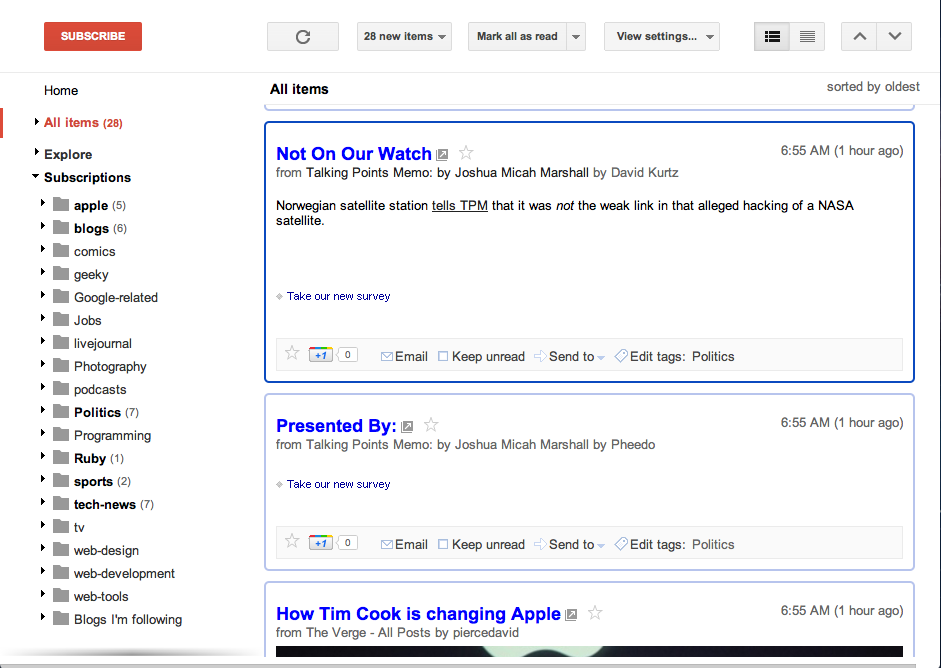 SUBSCRIBE
28 new items
Mark all as read
View settings...
Home
All items (28)
Explore
Subscriptions
apple (5)
blogs (6)
comics
geeky
Google-related
Jobs
livejournal
Photography
podcasts
Politics (7)
Programming
Ruby (1)
sports (2)
tech-news (7)
tv
web-design
web-development
web-tools
Blogs I'm following
All items
sorted by oldest
Not On Our Watch
6:55 AM (1 hour ago)
from Talking Points Memo: by Joshua Micah Marshall by David Kurtz
Norwegian satellite station tells TPM that it was not the weak link in that alleged hacking of a NASA
satellite.
Take our new survey
+1 0 Email Keep unread Send to Edit tags: Politics
Presented By:
6:55 AM (1 hour ago)
from Talking Points Memo: by Joshua Micah Marshall by Pheedo
Take our new survey
+1 0 Email Keep unread Send to Edit tags: Politics
How Tim Cook is changing Apple
6:55 AM (1 hour ago)
from The Verge - All Posts by piercedavid